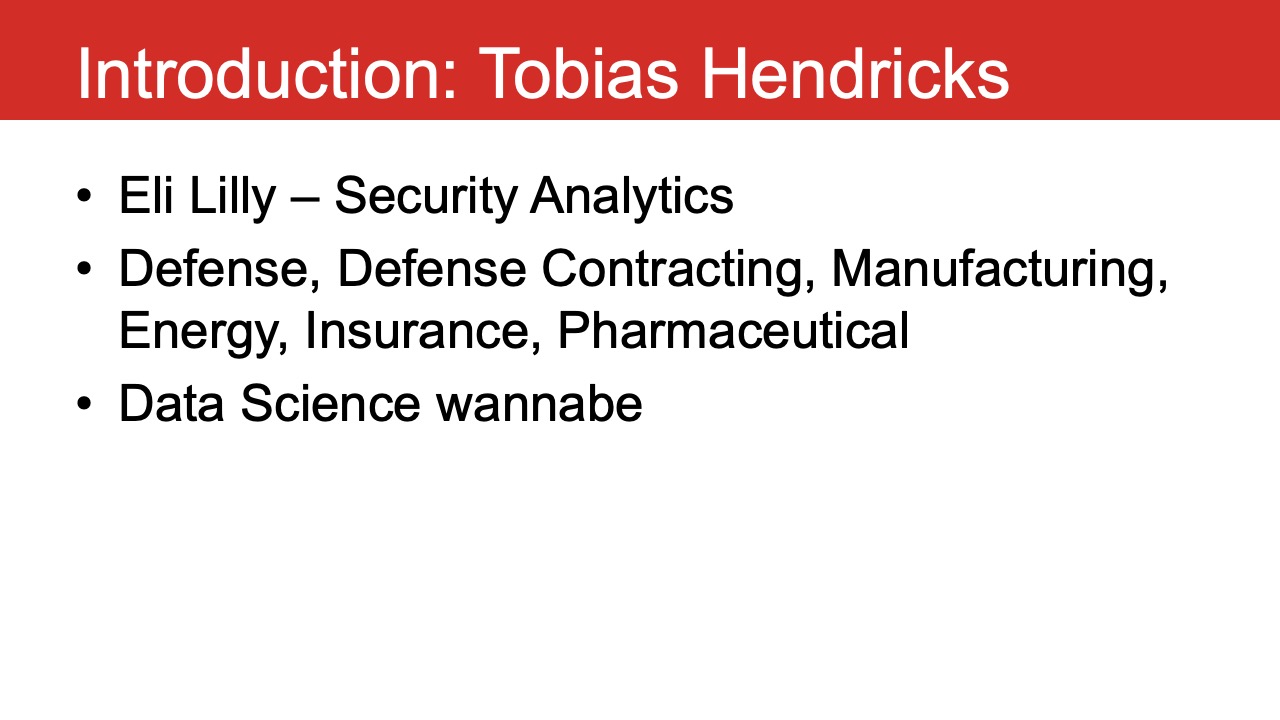 Introduction: Tobias Hendricks
• Eli Lilly – Security Analytics
• Defense, Defense Contracting, Manufacturing,
Energy, Insurance, Pharmaceutical
• Data Science wannabe